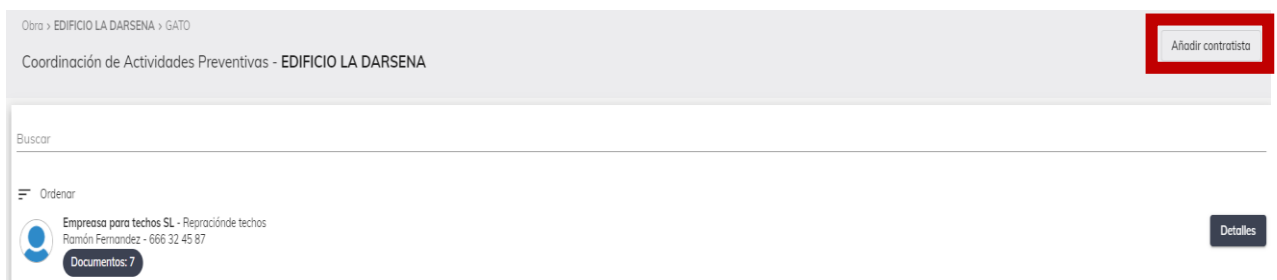 Obra > EDIFICIO LA DARSENA > GATO
Añadir contratista
Coordinación de Actividades Preventivas - EDIFICIO LA DARSENA
Buscar
Ordenar
Empreasa para techos SL - Repraciónde techos
Ramón Fernandez - 666 32 45 87
Detalles
Documentos: 7